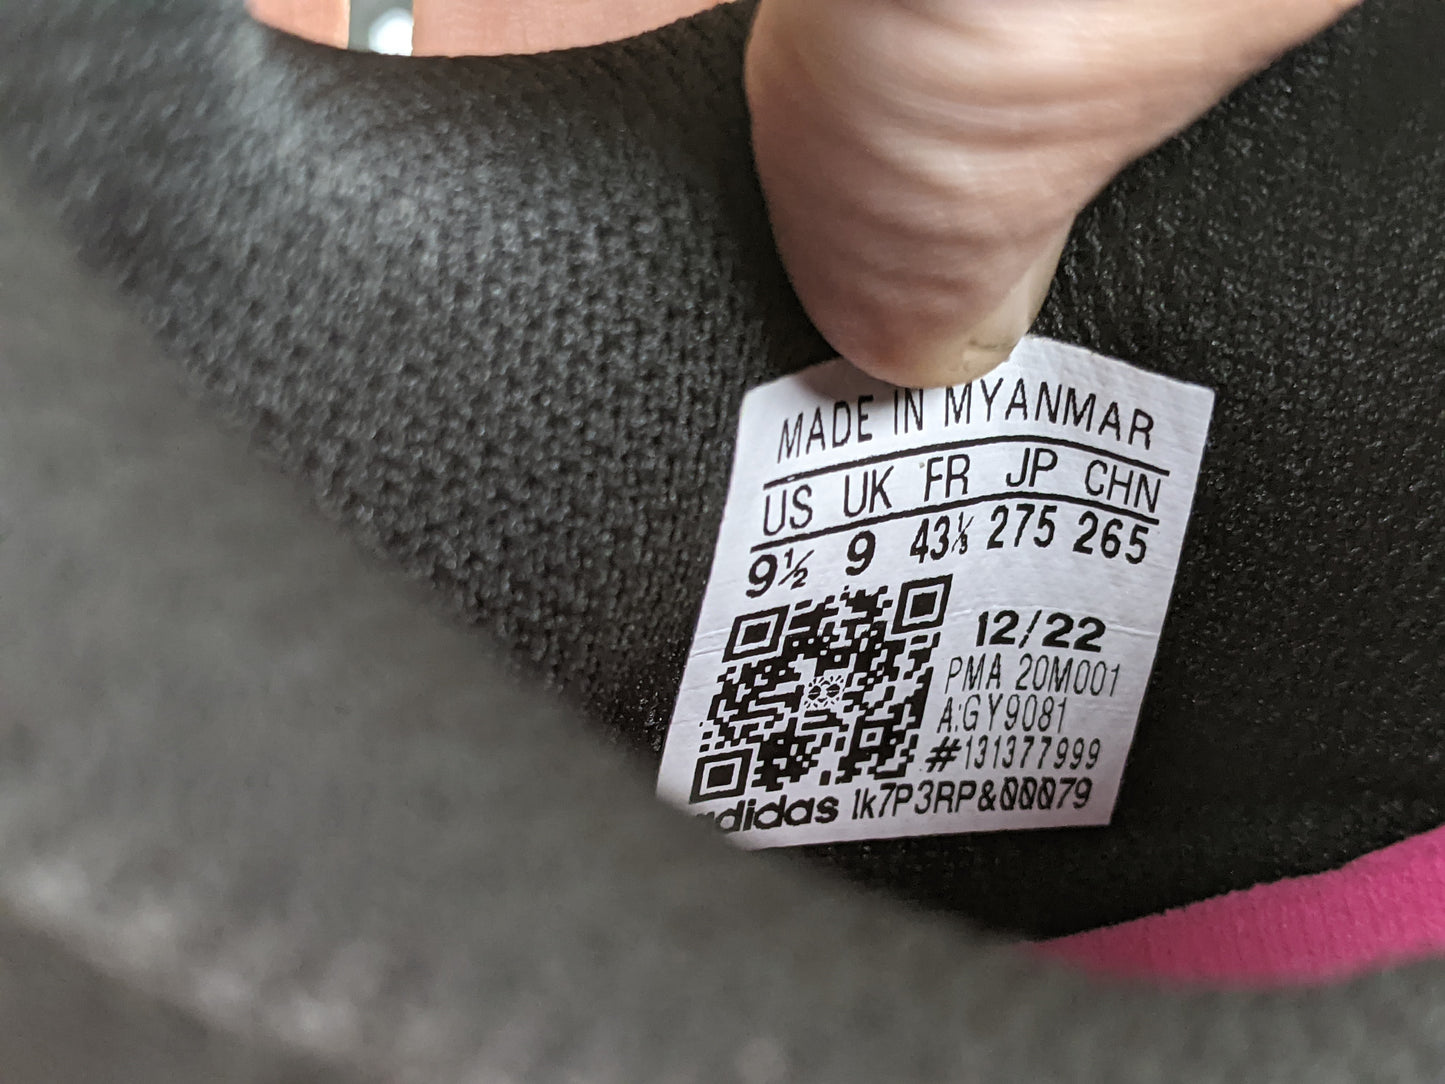 MADE IN MYANMAR
US UK FR JP CHN
9½ 9 43⅓ 275 265
12/22
PMA 20M001
A:GY9081
#131377999
adidas 1k7P3RP&00079